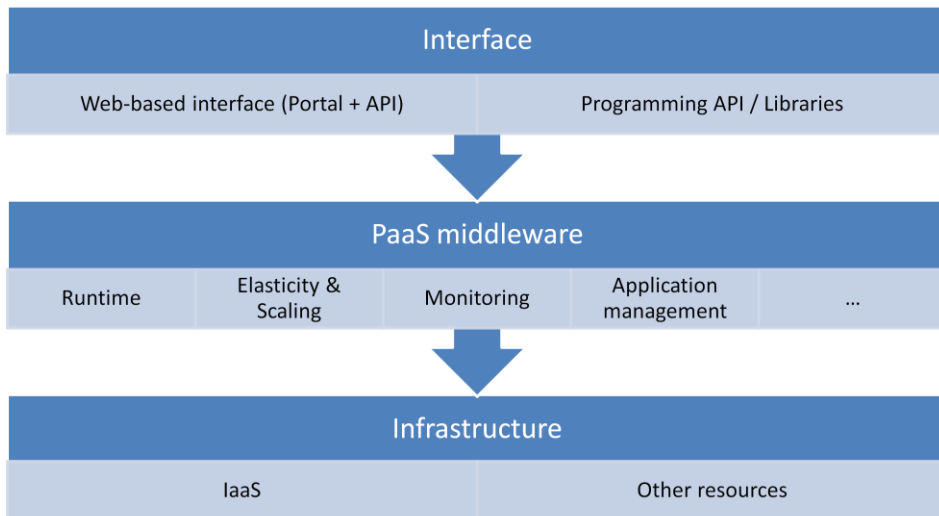 Interface
Web-based interface (Portal + API)
Programming API / Libraries
PaaS middleware
Runtime
Elasticity &
Scaling
Monitoring
Application
management
...
Infrastructure
IaaS
Other resources